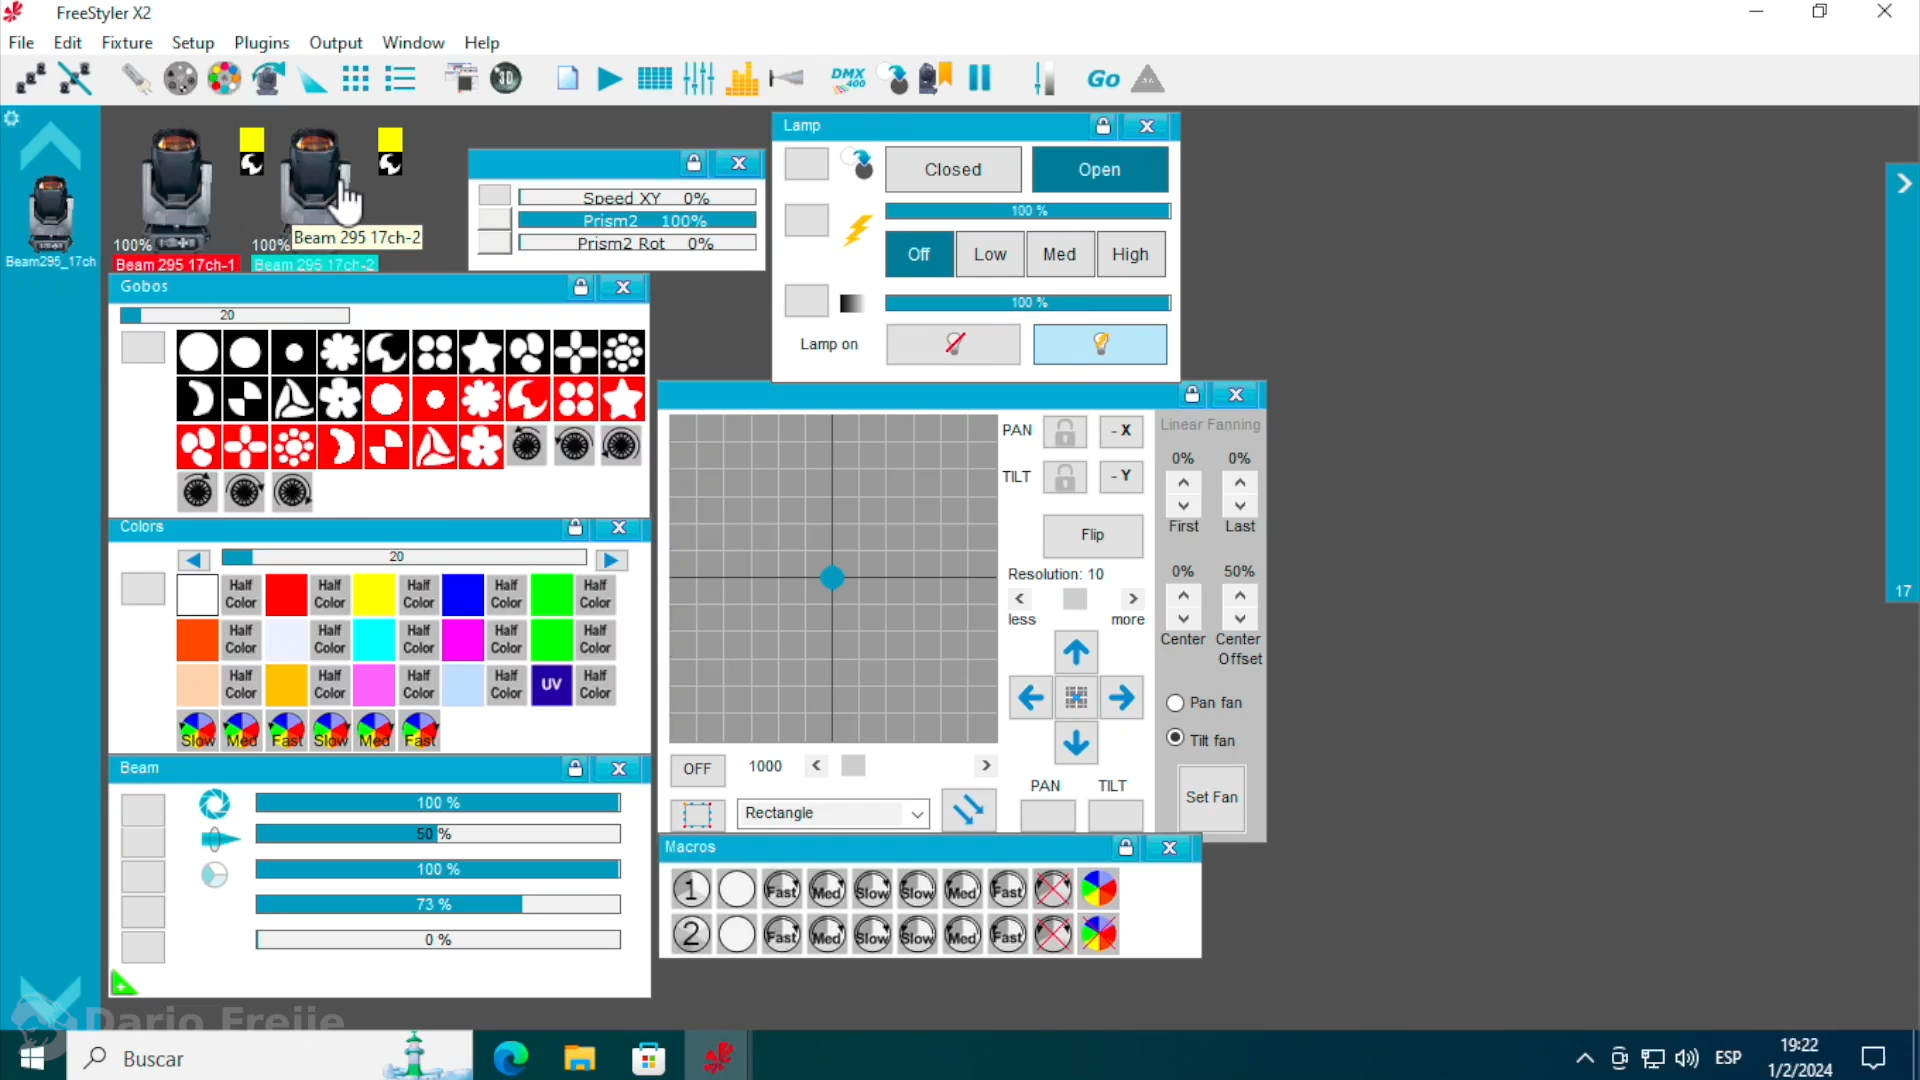 FreeStyler X2
File Edit Fixture Setup Plugins Output Window Help
3D DMX 400 Go
Beam295_17ch
100% Beam 295 17ch-1
100% Beam 295 17ch-2
Beam 295 17ch-2
Speed XY 0%
Prism2 100%
Prism2 Rot 0%
Lamp
Closed Open
100 %
Off Low Med High
100 %
Lamp on
Gobos
20
Colors
20
Half Color Half Color Half Color Half Color Half Color
Half Color Half Color Half Color Half Color Half Color
Half Color Half Color Half Color Half Color UV Half Color
Slow Med Fast Slow Med Fast
Beam
100 %
50 %
100 %
73 %
0 %
PAN - X
TILT - Y
Flip
Resolution: 10
less more
OFF 1000
Rectangle
PAN TILT
Linear Fanning
0% 0%
First Last
0% 50%
Center Center Offset
Pan fan
Tilt fan
Set Fan
Macros
1 Fast Med Slow Slow Med Fast
2 Fast Med Slow Slow Med Fast
17
Dario Freije
Buscar
ESP
19:22
1/2/2024